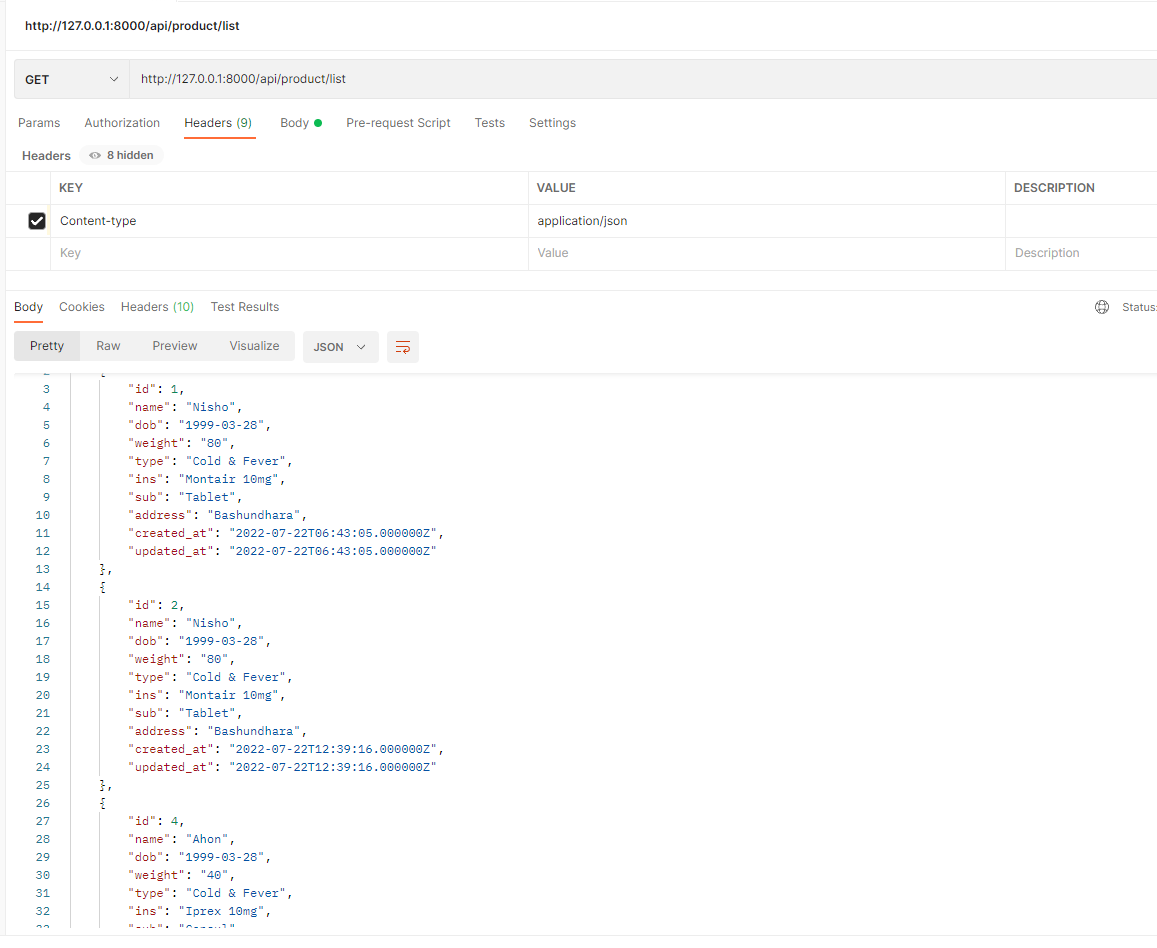 http://127.0.0.1:8000/api/product/list
GET http://127.0.0.1:8000/api/product/list
Params Authorization Headers (9) Body Pre-request Script Tests Settings
Headers 8 hidden
KEY VALUE DESCRIPTION
Content-type application/json
Key Value Description
Body Cookies Headers (10) Test Results Status:
Pretty Raw Preview Visualize JSON
2 {
3 "id": 1,
4 "name": "Nisho",
5 "dob": "1999-03-28",
6 "weight": "80",
7 "type": "Cold & Fever",
8 "ins": "Montair 10mg",
9 "sub": "Tablet",
10 "address": "Bashundhara",
11 "created_at": "2022-07-22T06:43:05.000000Z",
12 "updated_at": "2022-07-22T06:43:05.000000Z"
13 },
14 {
15 "id": 2,
16 "name": "Nisho",
17 "dob": "1999-03-28",
18 "weight": "80",
19 "type": "Cold & Fever",
20 "ins": "Montair 10mg",
21 "sub": "Tablet",
22 "address": "Bashundhara",
23 "created_at": "2022-07-22T12:39:16.000000Z",
24 "updated_at": "2022-07-22T12:39:16.000000Z"
25 },
26 {
27 "id": 4,
28 "name": "Ahon",
29 "dob": "1999-03-28",
30 "weight": "40",
31 "type": "Cold & Fever",
32 "ins": "Iprex 10mg",
33 "sub":